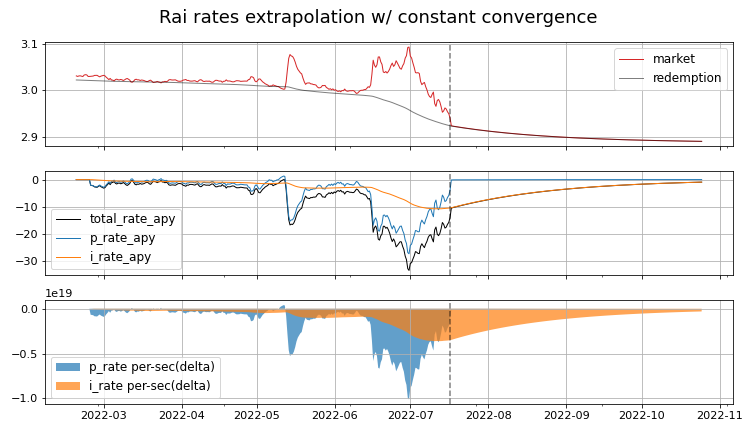 Rai rates extrapolation w/ constant convergence
3.1
3.0
2.9
market
redemption
0
−10
−20
−30
total_rate_apy
p_rate_apy
i_rate_apy
1e19
0.0
−0.5
−1.0
p_rate per-sec(delta)
i_rate per-sec(delta)
2022-03 2022-04 2022-05 2022-06 2022-07 2022-08 2022-09 2022-10 2022-11